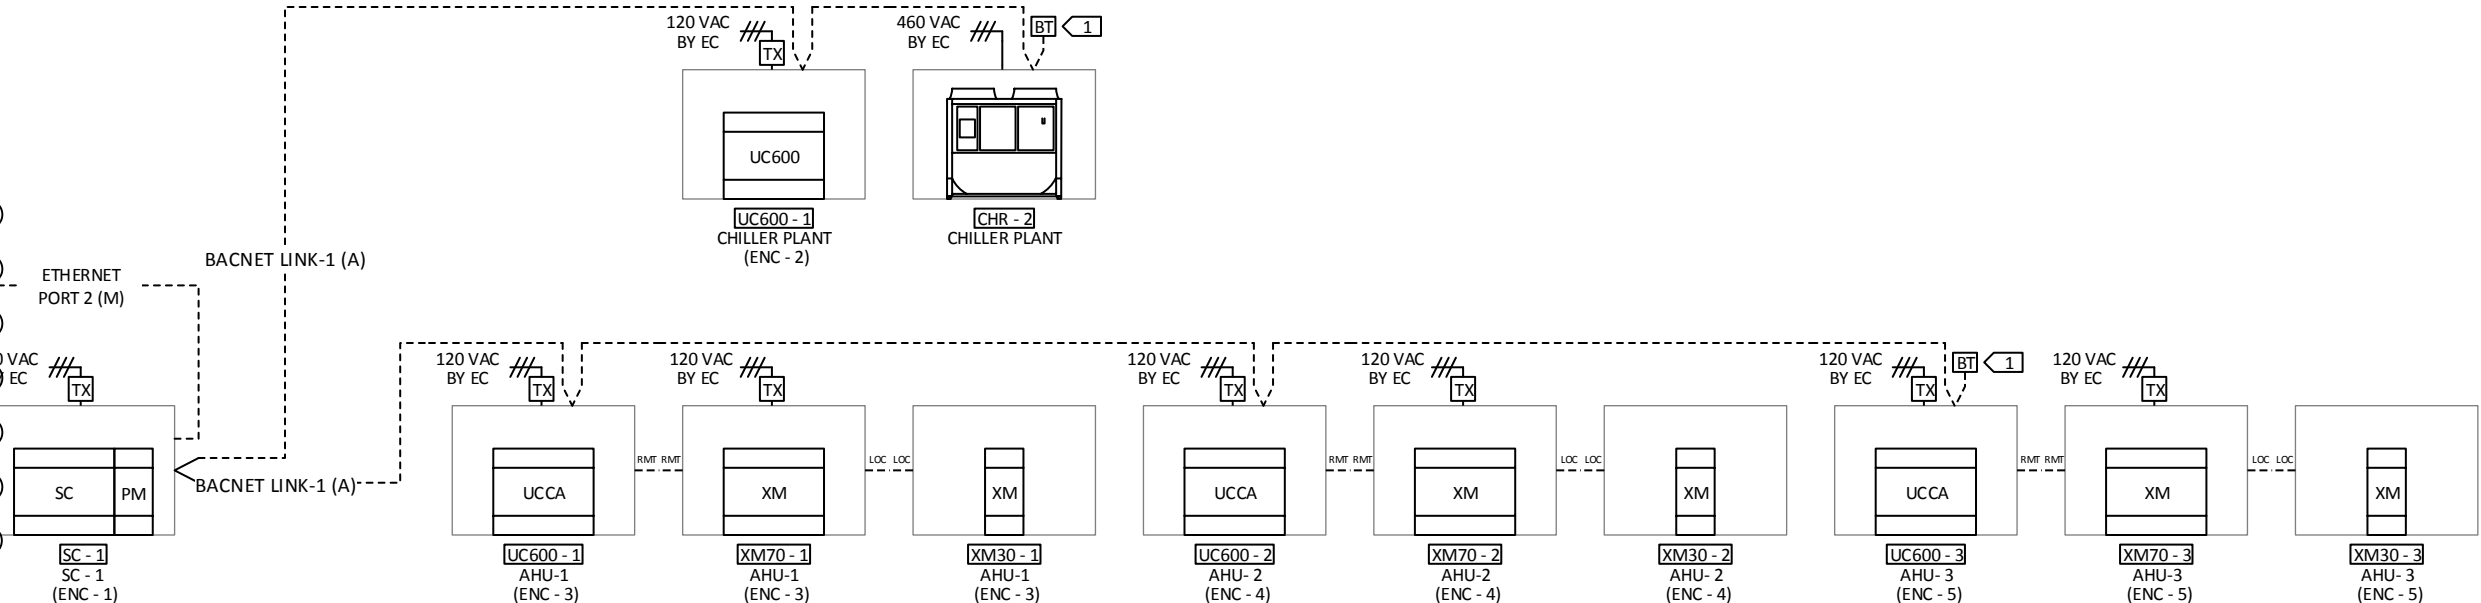 120 VAC
BY EC
TX
460 VAC
BY EC
BT
1
UC600
UC600 - 1
CHILLER PLANT
(ENC - 2)
CHR - 2
CHILLER PLANT
BACNET LINK-1 (A)
ETHERNET
PORT 2 (M)
VAC
EC
TX
SC
PM
SC - 1
SC - 1
(ENC - 1)
BACNET LINK-1 (A)
120 VAC
BY EC
TX
UCCA
UC600 - 1
AHU-1
(ENC - 3)
RMT RMT
120 VAC
BY EC
TX
XM
XM70 - 1
AHU-1
(ENC - 3)
LOC LOC
XM
XM30 - 1
AHU-1
(ENC - 3)
120 VAC
BY EC
TX
UCCA
UC600 - 2
AHU- 2
(ENC - 4)
RMT RMT
120 VAC
BY EC
TX
XM
XM70 - 2
AHU-2
(ENC - 4)
LOC LOC
XM
XM30 - 2
AHU- 2
(ENC - 4)
120 VAC
BY EC
TX
BT
1
UCCA
UC600 - 3
AHU- 3
(ENC - 5)
RMT RMT
120 VAC
BY EC
TX
XM
XM70 - 3
AHU-3
(ENC - 5)
LOC LOC
XM
XM30 - 3
AHU- 3
(ENC - 5)